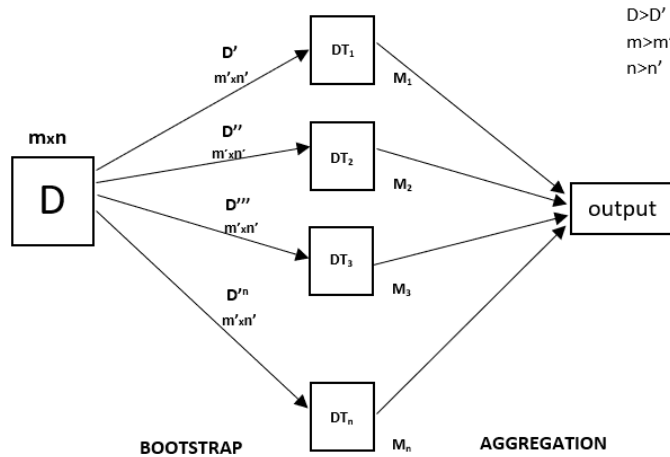 D>D'
m>m'
n>n'
mxn
D
D'
m'xn'
D''
m'xn'
D'''
m'xn'
D'ⁿ
m'xn'
DT₁
DT₂
DT₃
DTₙ
M₁
M₂
M₃
Mₙ
output
BOOTSTRAP
AGGREGATION